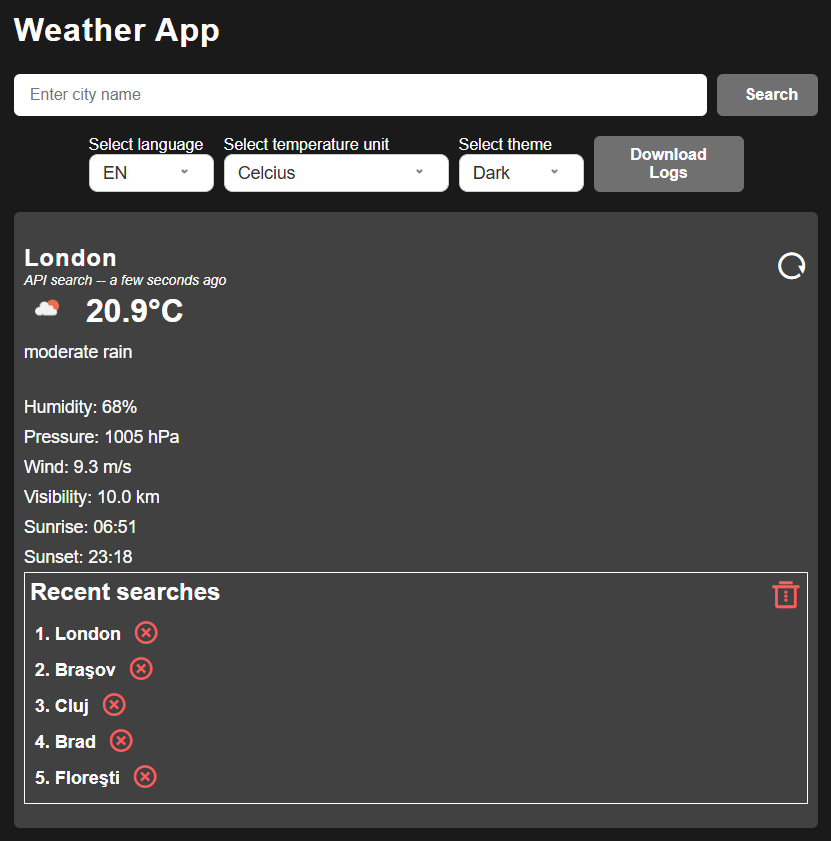 Weather App
Enter city name
Search
Select language
Select temperature unit
Select theme
EN
Celcius
Dark
Download
Logs
London
API search -- a few seconds ago
20.9°C
moderate rain
Humidity: 68%
Pressure: 1005 hPa
Wind: 9.3 m/s
Visibility: 10.0 km
Sunrise: 06:51
Sunset: 23:18
Recent searches
1. London
2. Braşov
3. Cluj
4. Brad
5. Floreşti